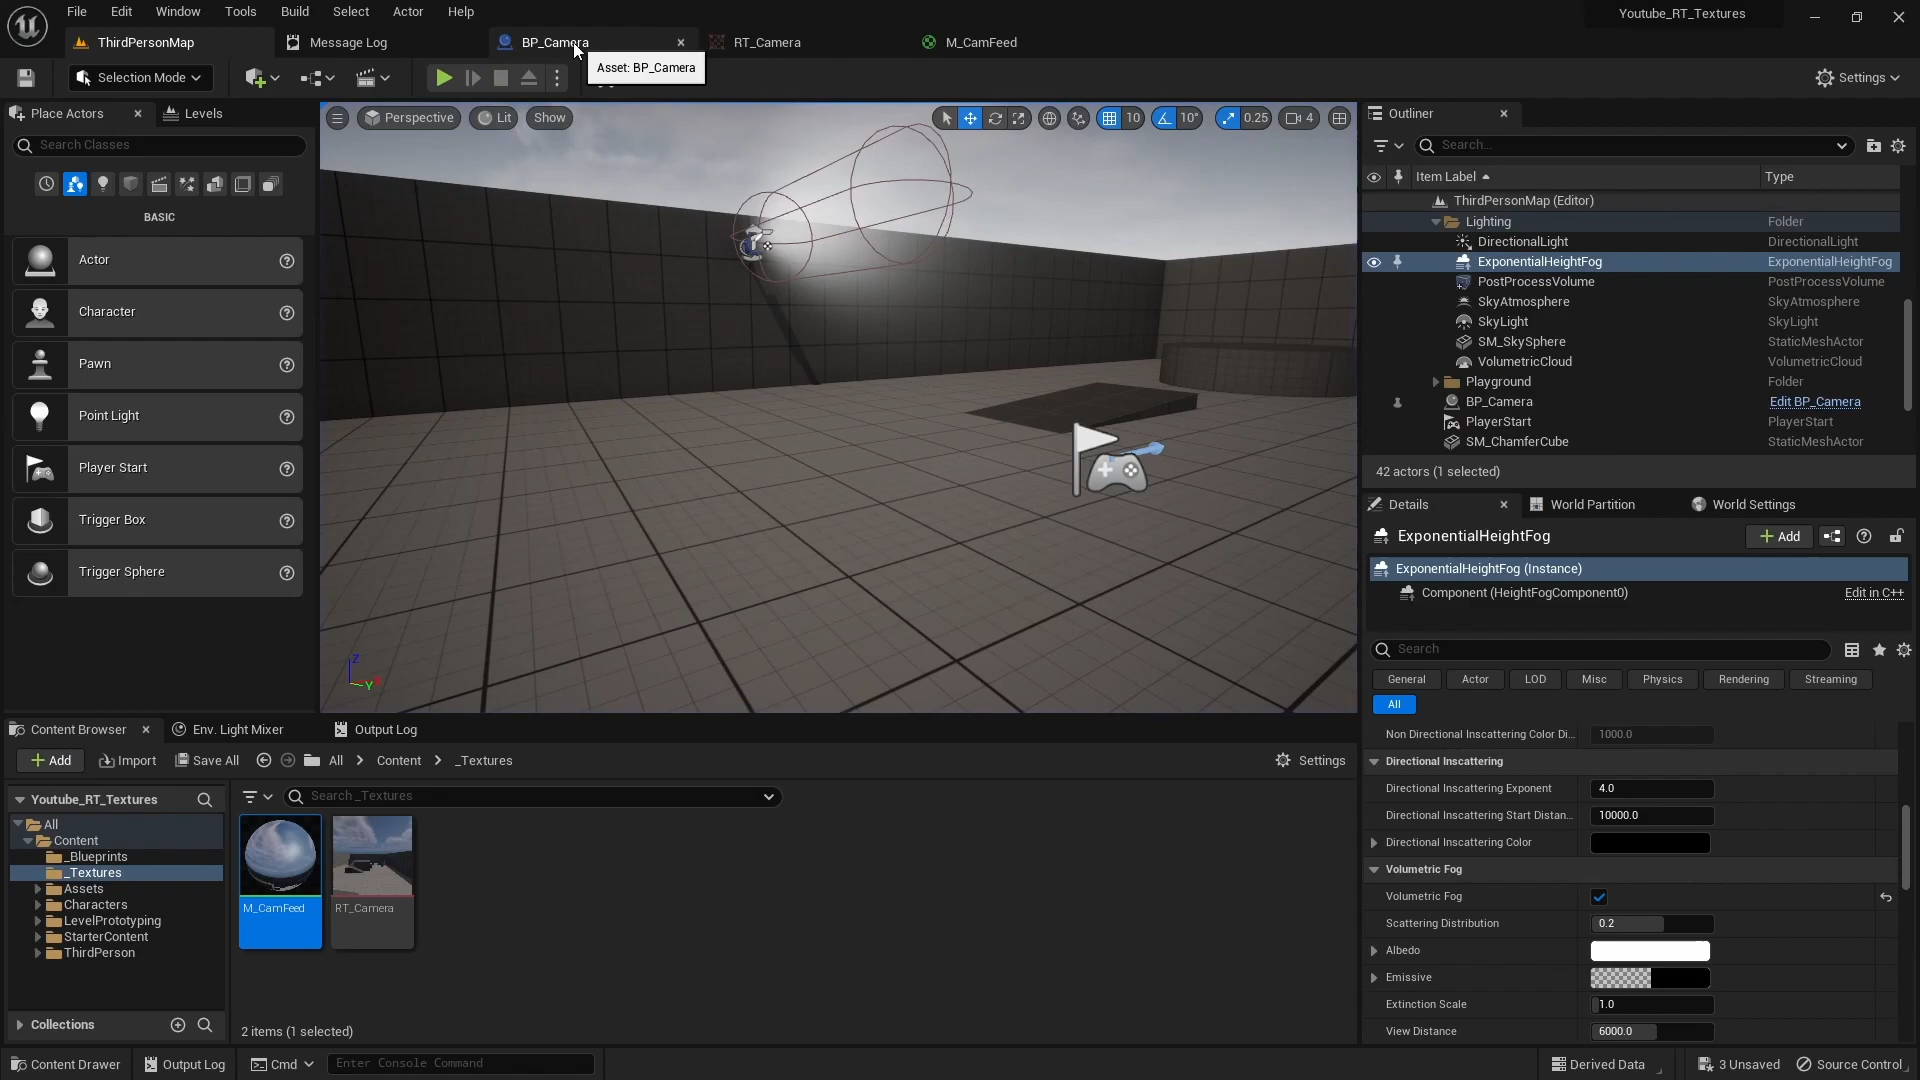 File Edit Window Tools Build Select Actor Help
Youtube_RT_Textures
ThirdPersonMap
Message Log
BP_Camera
RT_Camera
M_CamFeed
Asset: BP_Camera
Selection Mode
Settings
Place Actors
Levels
Search Classes
BASIC
Actor
Character
Pawn
Point Light
Player Start
Trigger Box
Trigger Sphere
Perspective
Lit
Show
10
10°
0.25
4
Z
Y
Outliner
Search...
Item Label Type
ThirdPersonMap (Editor)
Lighting Folder
DirectionalLight DirectionalLight
ExponentialHeightFog ExponentialHeightFog
PostProcessVolume PostProcessVolume
SkyAtmosphere SkyAtmosphere
SkyLight SkyLight
SM_SkySphere StaticMeshActor
VolumetricCloud VolumetricCloud
Playground Folder
BP_Camera Edit BP_Camera
PlayerStart PlayerStart
SM_ChamferCube StaticMeshActor
42 actors (1 selected)
Details
World Partition
World Settings
ExponentialHeightFog
Add
ExponentialHeightFog (Instance)
Component (HeightFogComponent0) Edit in C++
Search
General Actor LOD Misc Physics Rendering Streaming
All
Non Directional Inscattering Color Di... 1000.0
Directional Inscattering
Directional Inscattering Exponent 4.0
Directional Inscattering Start Distan... 10000.0
Directional Inscattering Color
Volumetric Fog
Volumetric Fog
Scattering Distribution 0.2
Albedo
Emissive
Extinction Scale 1.0
View Distance 6000.0
Content Browser
Env. Light Mixer
Output Log
Add Import Save All All Content _Textures Settings
Youtube_RT_Textures
Search _Textures
All
Content
_Blueprints
_Textures
Assets
Characters
LevelPrototyping
StarterContent
ThirdPerson
M_CamFeed
RT_Camera
Collections
2 items (1 selected)
Content Drawer Output Log Cmd Enter Console Command Derived Data 3 Unsaved Source Control